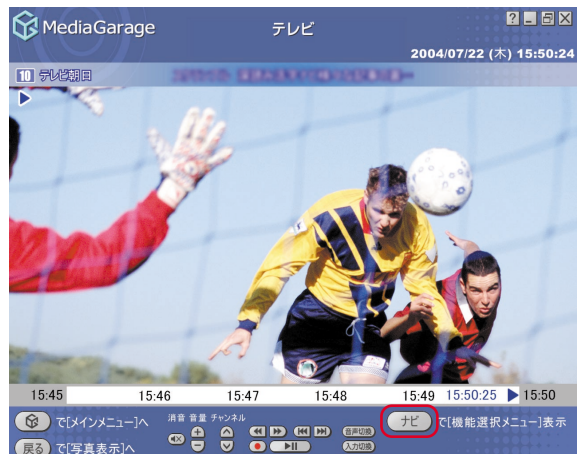 MediaGarage
テレビ
? _ X
2004/07/22 (木) 15:50:24
10 テレビ朝日
15:45 15:46 15:47 15:48 15:49 15:50:25 15:50
で[メインメニュー]へ
消音 音量 チャンネル
ナビ で[機能選択メニュー]表示
音声切換
戻る で[写真表示]へ
入力切換